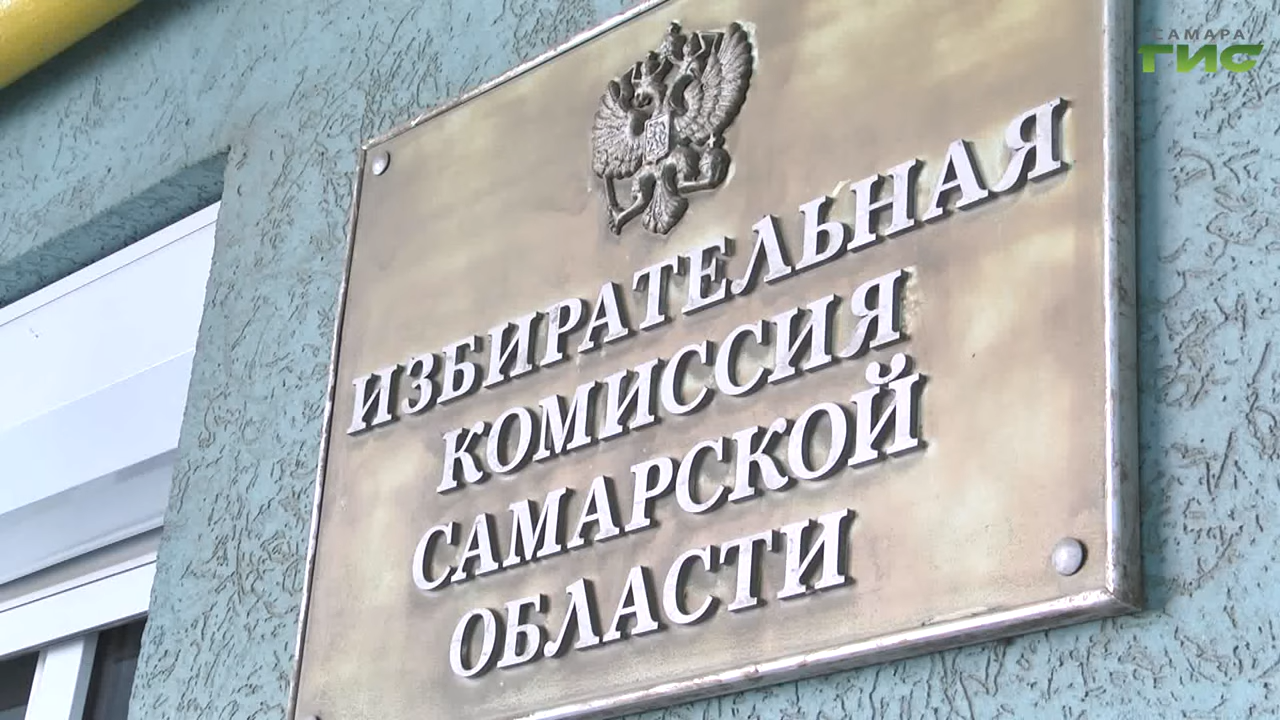 САМАРА
ГИС
ИЗБИРАТЕЛЬНАЯ
КОМИССИЯ
САМАРСКОЙ
ОБЛАСТИ